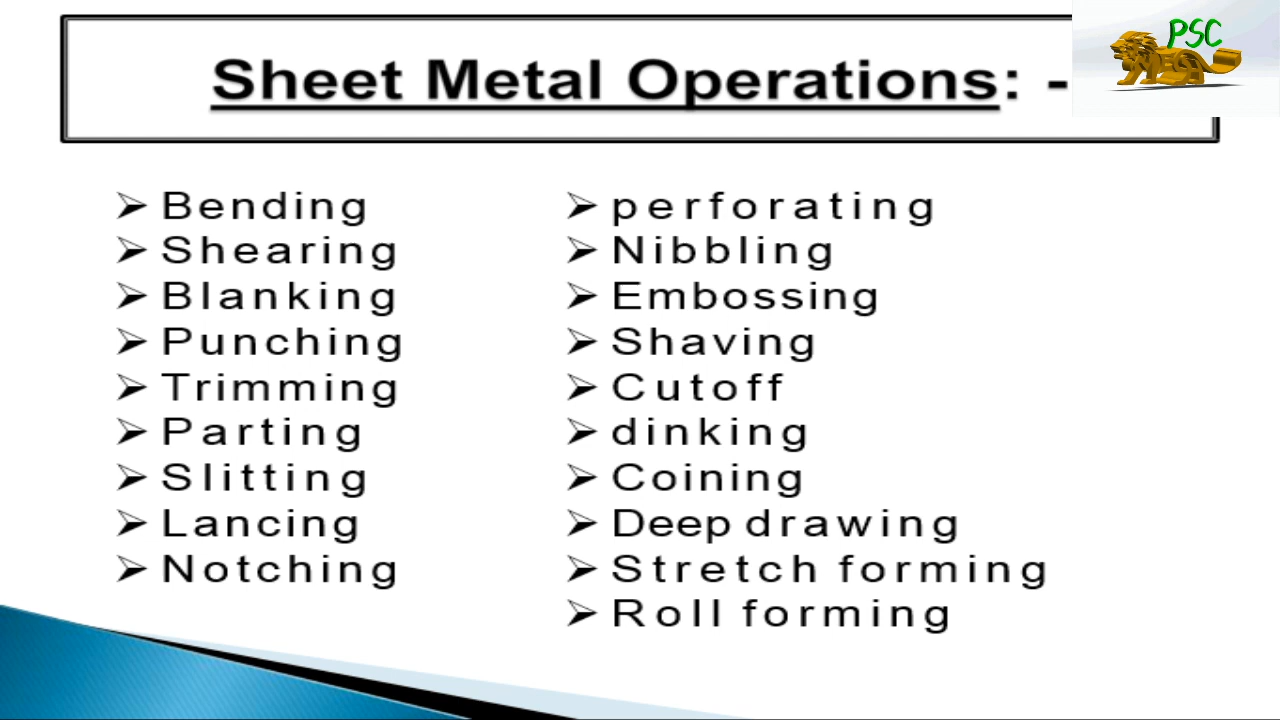 Sheet Metal Operations: -
PSC
Bending
Shearing
Blanking
Punching
Trimming
Parting
Slitting
Lancing
Notching
perforating
Nibbling
Embossing
Shaving
Cutoff
dinking
Coining
Deep drawing
Stretch forming
Roll forming